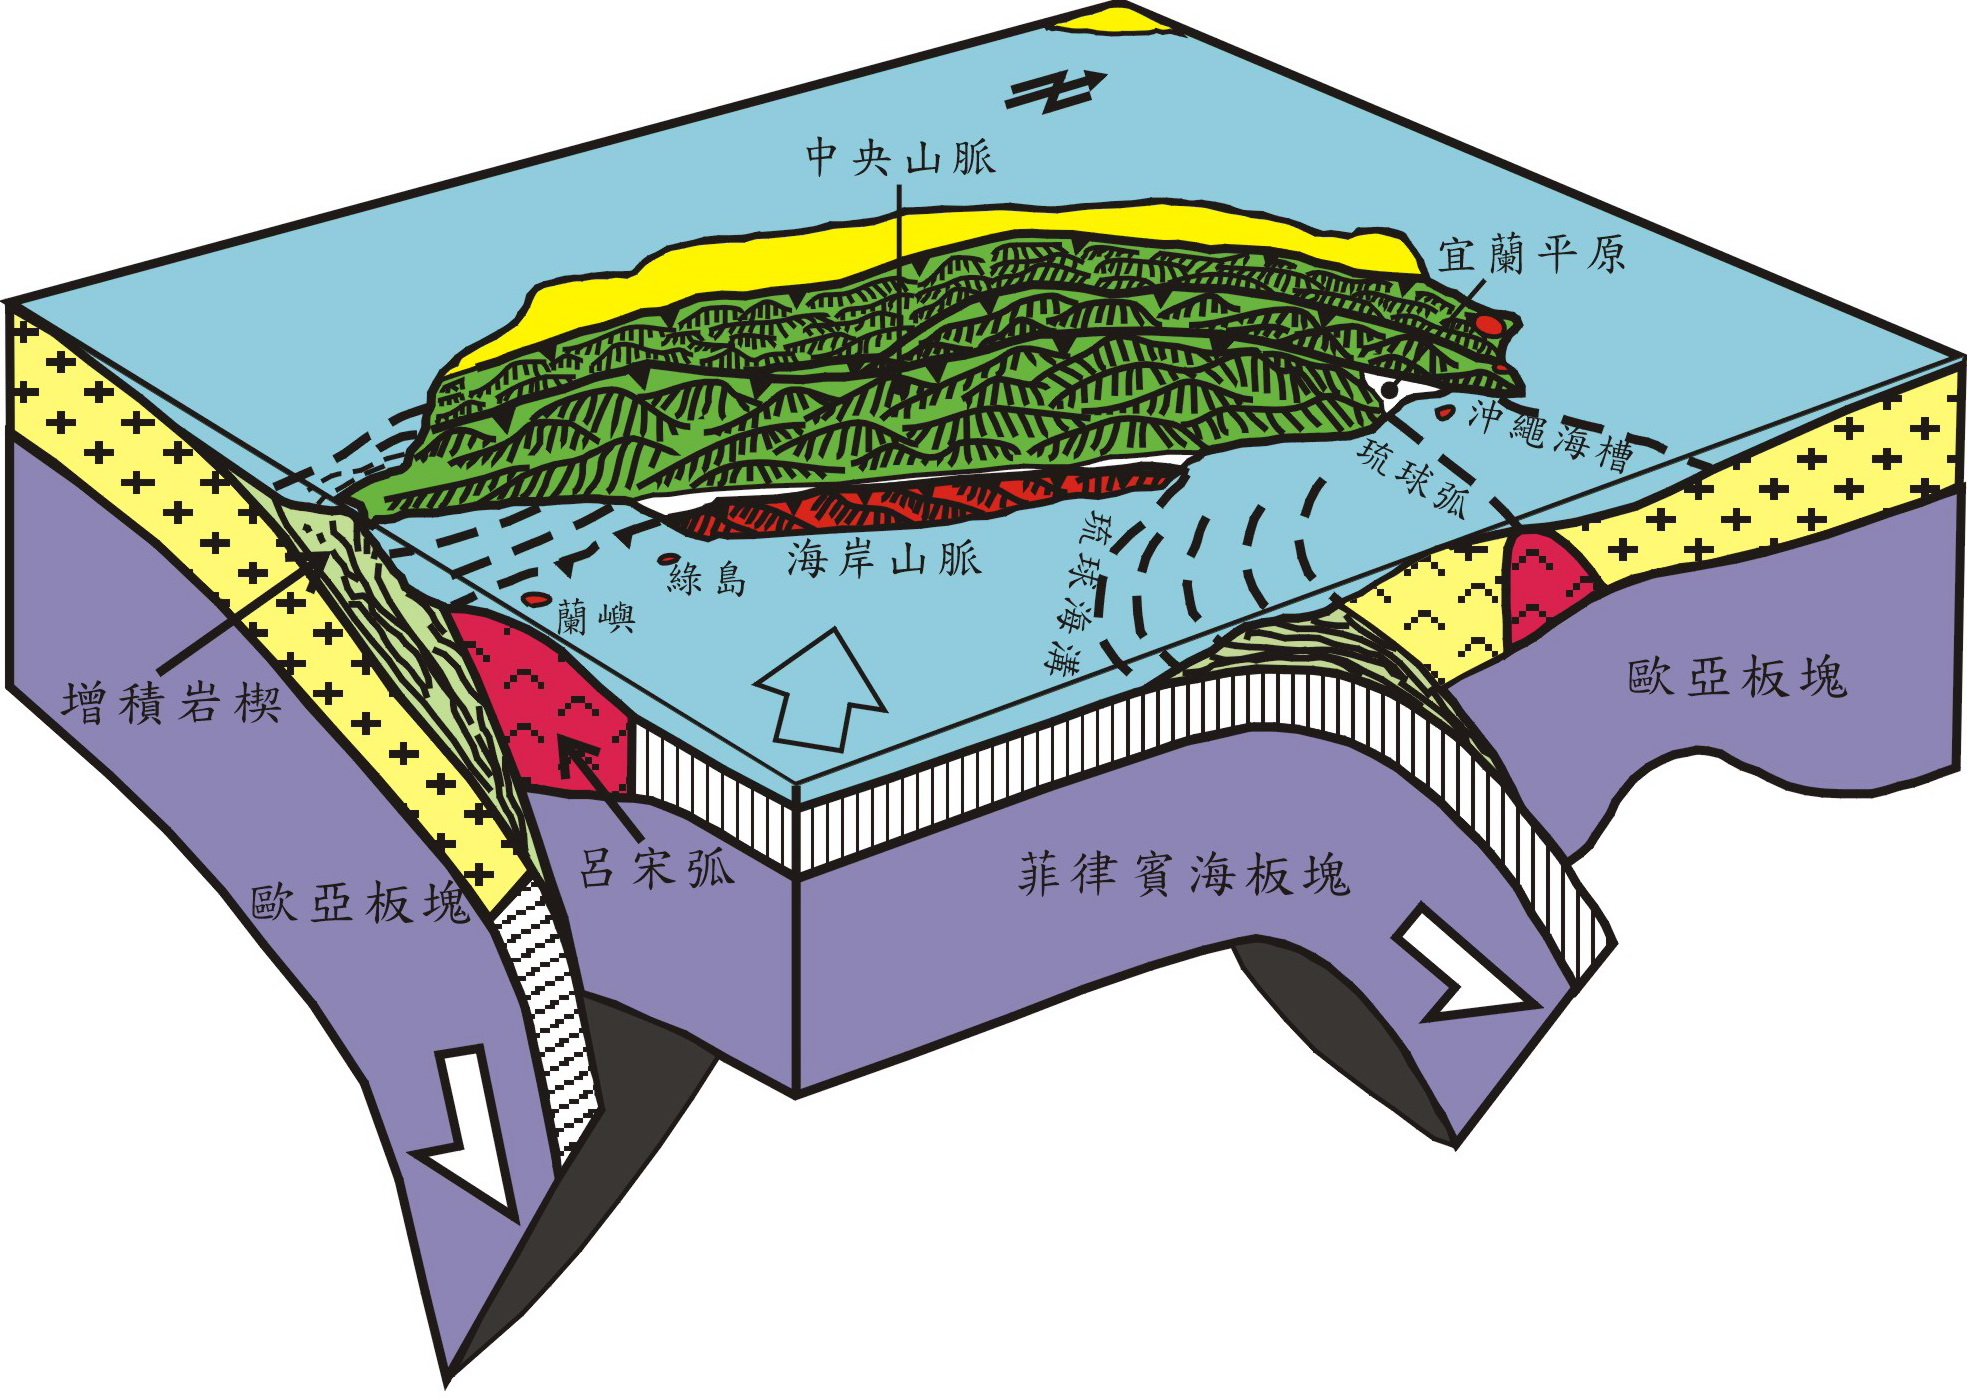 中央山脈
宜蘭平原
沖繩海槽
琉球弧
琉球海溝
海岸山脈
綠島
蘭嶼
增積岩楔
呂宋弧
歐亞板塊
菲律賓海板塊
歐亞板塊
N